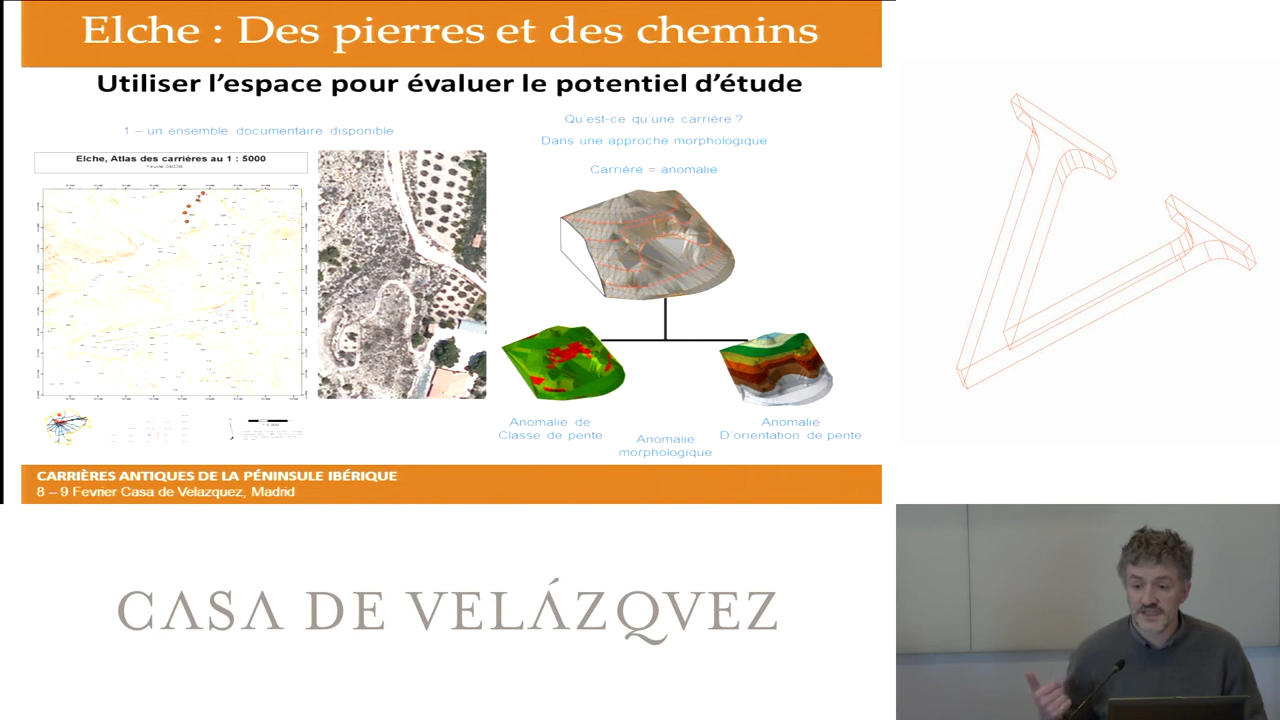 Elche : Des pierres et des chemins
Utiliser l'espace pour évaluer le potentiel d'étude
1 – un ensemble documentaire disponible
Elche, Atlas des carrières au 1 : 5000
Qu'est-ce qu'une carrière ?
Dans une approche morphologique
Carrière = anomalie
Anomalie de
Classe de pente
Anomalie
morphologique
Anomalie
D'orientation de pente
CARRIÈRES ANTIQUES DE LA PÉNINSULE IBÉRIQUE
8 – 9 Fevrier Casa de Velazquez, Madrid
CASA DE VELÁZQVEZ